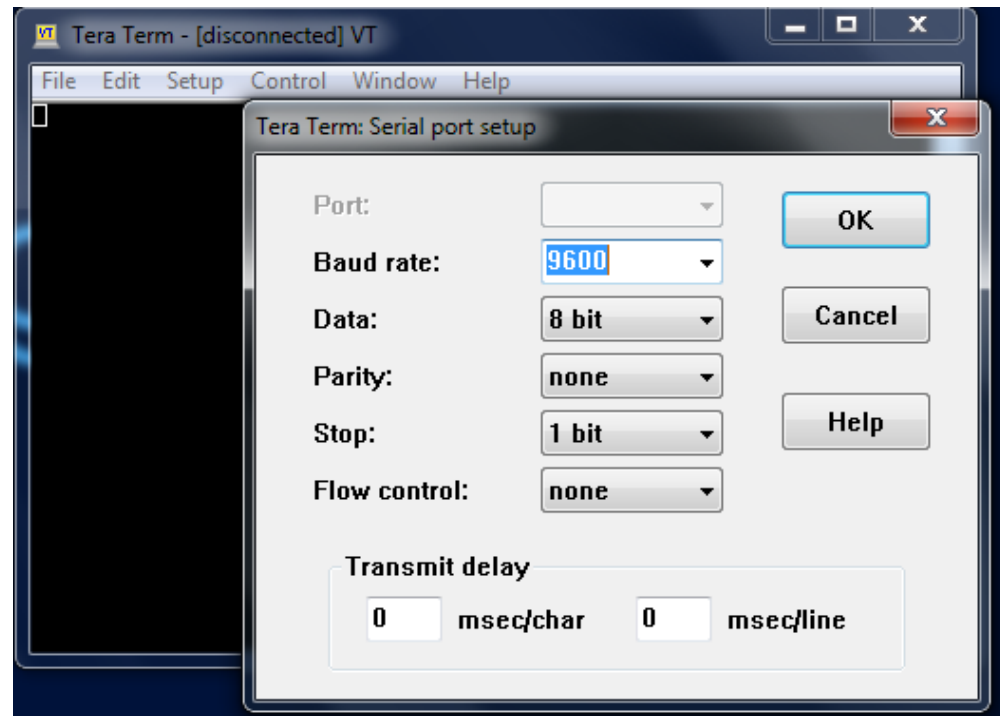 VT Tera Term - [disconnected] VT
File Edit Setup Control Window Help
Tera Term: Serial port setup
Port:
OK
Baud rate: 9600
Data: 8 bit
Cancel
Parity: none
Stop: 1 bit
Help
Flow control: none
Transmit delay
0 msec/char 0 msec/line